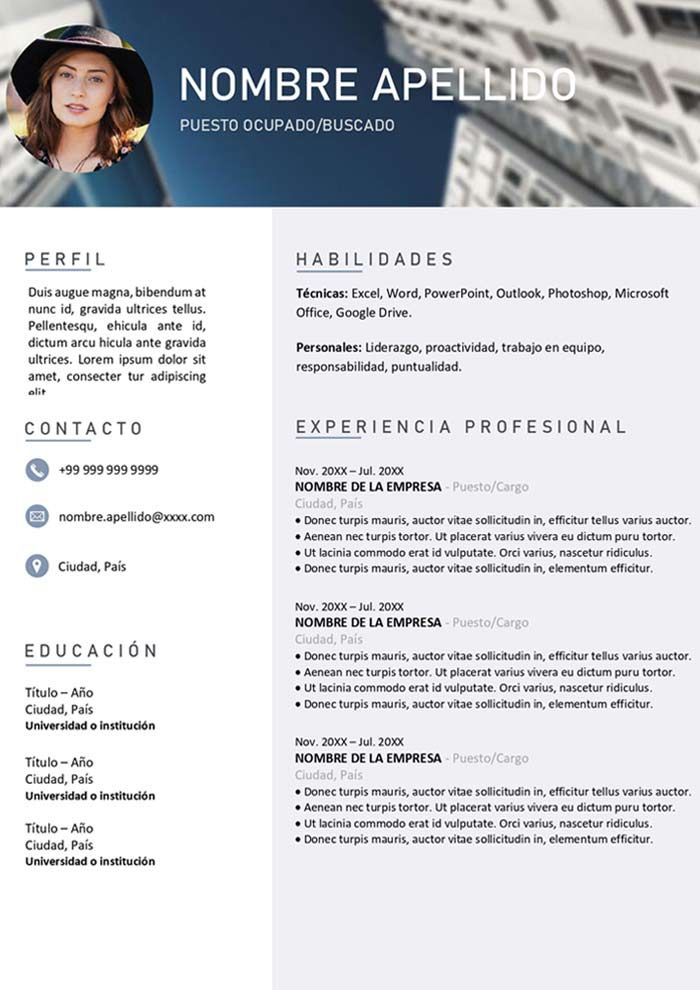 NOMBRE APELLIDO
PUESTO OCUPADO/BUSCADO
PERFIL
Duis augue magna, bibendum at
nunc id, gravida ultrices tellus.
Pellentesqu, ehicula ante id,
dictum arcu hicula ante gravida
ultrices. Lorem ipsum dolor sit
amet, consecter tur adipiscing
elit
CONTACTO
+99 999 999 9999
nombre.apellido@xxxx.com
Ciudad, País
EDUCACIÓN
Título – Año
Ciudad, País
Universidad o institución
Título – Año
Ciudad, País
Universidad o institución
Título – Año
Ciudad, País
Universidad o institución
HABILIDADES
Técnicas: Excel, Word, PowerPoint, Outlook, Photoshop, Microsoft
Office, Google Drive.
Personales: Liderazgo, proactividad, trabajo en equipo,
responsabilidad, puntualidad.
EXPERIENCIA PROFESIONAL
Nov. 20XX – Jul. 20XX
NOMBRE DE LA EMPRESA - Puesto/Cargo
Ciudad, País
• Donec turpis mauris, auctor vitae sollicitudin in, efficitur tellus varius auctor.
• Aenean nec turpis tortor. Ut placerat varius vivera eu dictum puru tortor.
• Ut lacinia commodo erat id vulputate. Orci varius, nascetur ridiculus.
• Donec turpis mauris, auctor vitae sollicitudin in, elementum efficitur.
Nov. 20XX – Jul. 20XX
NOMBRE DE LA EMPRESA - Puesto/Cargo
Ciudad, País
• Donec turpis mauris, auctor vitae sollicitudin in, efficitur tellus varius auctor.
• Aenean nec turpis tortor. Ut placerat varius vivera eu dictum puru tortor.
• Ut lacinia commodo erat id vulputate. Orci varius, nascetur ridiculus.
• Donec turpis mauris, auctor vitae sollicitudin in, elementum efficitur.
Nov. 20XX – Jul. 20XX
NOMBRE DE LA EMPRESA - Puesto/Cargo
Ciudad, País
• Donec turpis mauris, auctor vitae sollicitudin in, efficitur tellus varius auctor.
• Aenean nec turpis tortor. Ut placerat varius vivera eu dictum puru tortor.
• Ut lacinia commodo erat id vulputate. Orci varius, nascetur ridiculus.
• Donec turpis mauris, auctor vitae sollicitudin in, elementum efficitur.